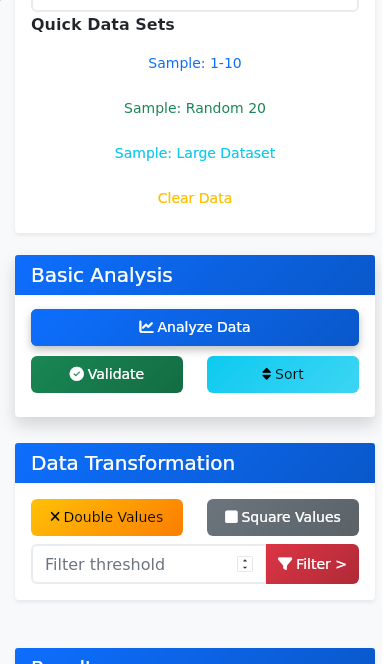 Quick Data Sets
Sample: 1-10
Sample: Random 20
Sample: Large Dataset
Clear Data
Basic Analysis
Analyze Data
Validate
Sort
Data Transformation
Double Values
Square Values
Filter threshold
Filter >